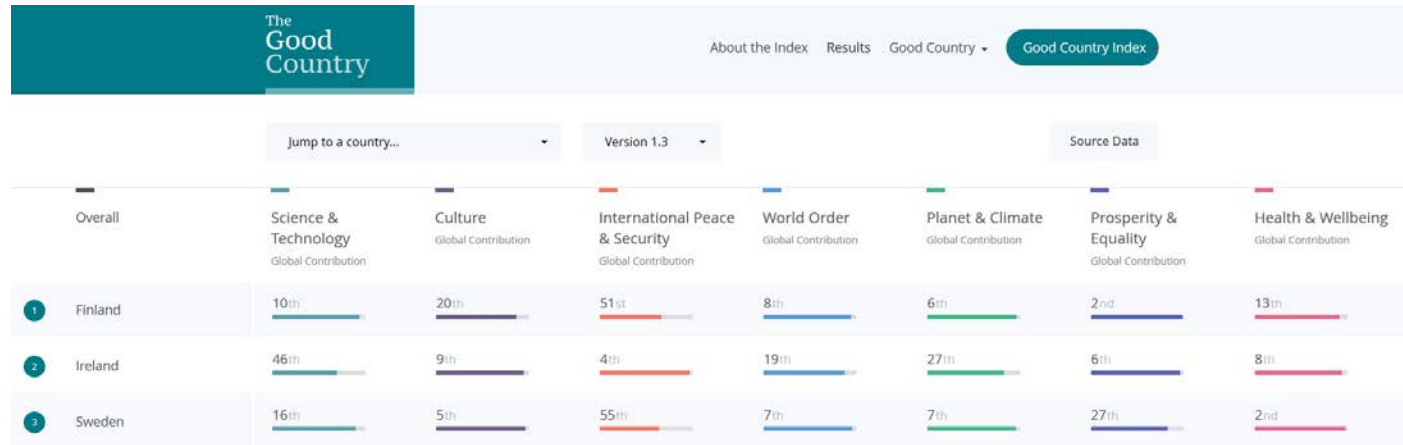 The
Good
Country
About the Index Results Good Country Good Country Index
Jump to a country... Version 1.3 Source Data
Overall Science & Culture International Peace World Order Planet & Climate Prosperity & Health & Wellbeing
Technology Global Contribution & Security Global Contribution Global Contribution Equality Global Contribution
Global Contribution Global Contribution Global Contribution
1 Finland 10th 20th 51st 8th 6th 2nd 13th
2 Ireland 46th 9th 4th 19th 27th 6th 8th
3 Sweden 16th 5th 55th 7th 7th 27th 2nd